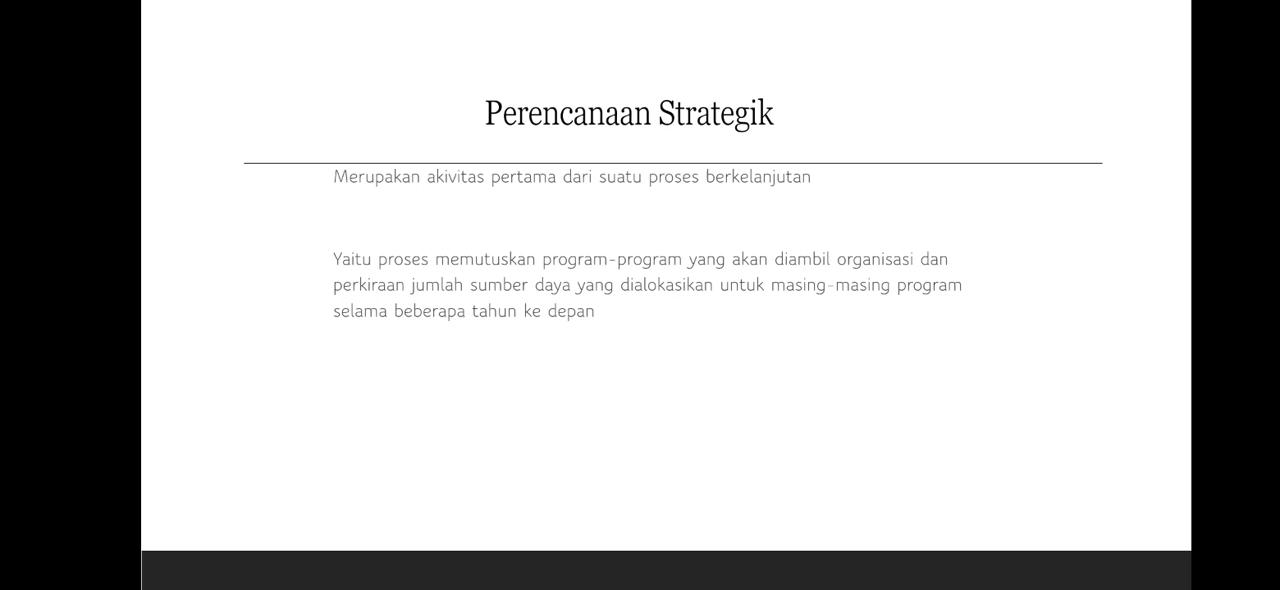 Perencanaan Strategik
Merupakan akivitas pertama dari suatu proses berkelanjutan
Yaitu proses memutuskan program-program yang akan diambil organisasi dan
perkiraan jumlah sumber daya yang dialokasikan untuk masing-masing program
selama beberapa tahun ke depan